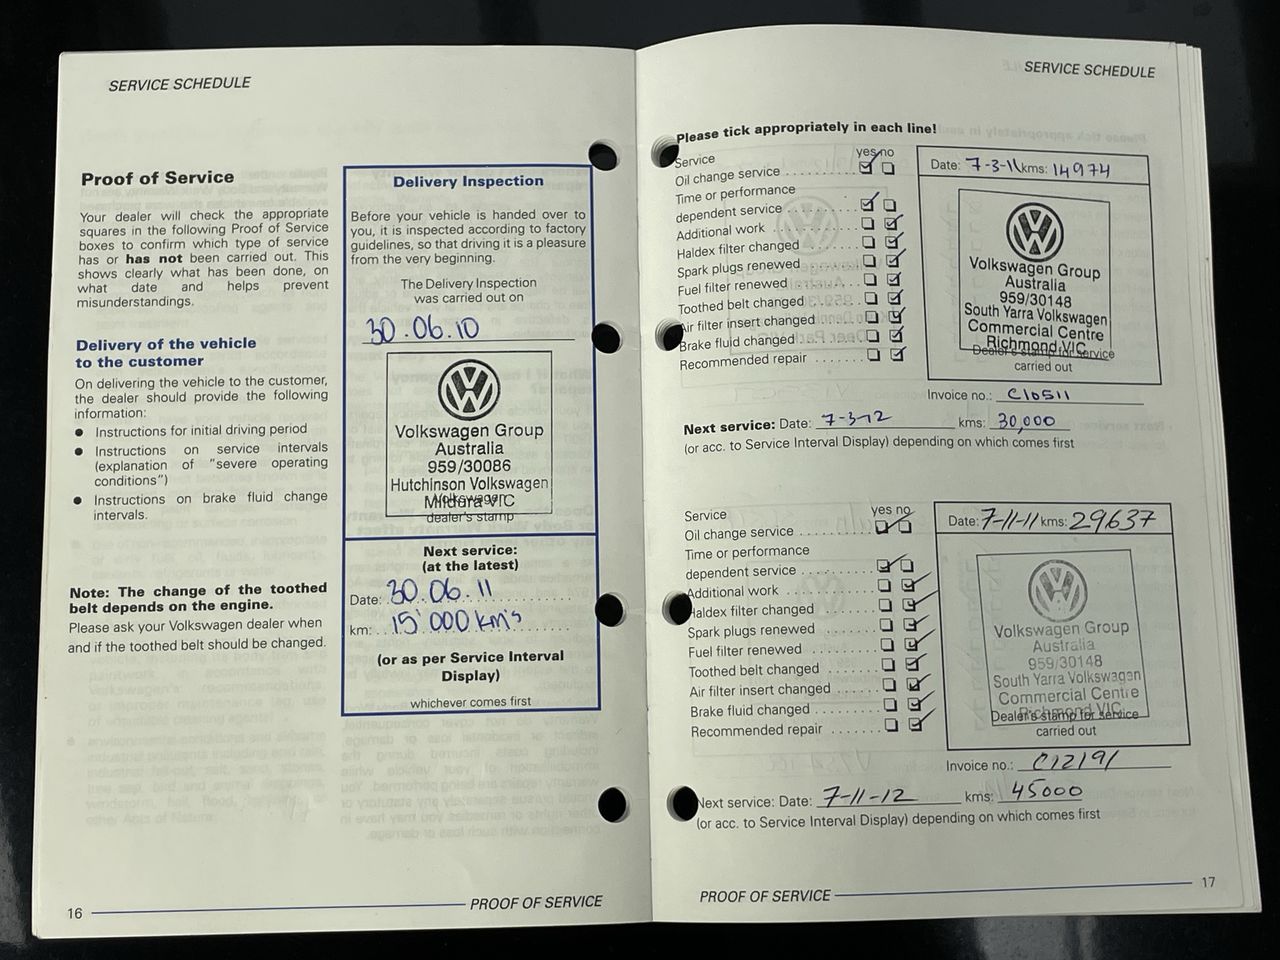 SERVICE SCHEDULE
Proof of Service
Your dealer will check the appropriate
squares in the following Proof of Service
boxes to confirm which type of service
has or has not been carried out. This
shows clearly what has been done, on
what date and helps prevent
misunderstandings.
Delivery of the vehicle
to the customer
On delivering the vehicle to the customer,
the dealer should provide the following
information:
● Instructions for initial driving period
● Instructions on service intervals
(explanation of "severe operating
conditions")
● Instructions on brake fluid change
intervals.
Note: The change of the toothed
belt depends on the engine.
Please ask your Volkswagen dealer when
and if the toothed belt should be changed.
Delivery Inspection
Before your vehicle is handed over to
you, it is inspected according to factory
guidelines, so that driving it is a pleasure
from the very beginning.
The Delivery Inspection
was carried out on
30.06.10
Volkswagen Group
Australia
959/30086
Hutchinson Volkswagen
Mildura VIC
Volkswagen
dealer's stamp
Next service:
(at the latest)
Date: 30.06.11
km: 15'000 km's
(or as per Service Interval
Display)
whichever comes first
16 PROOF OF SERVICE
SERVICE SCHEDULE
Please tick appropriately in each line!
Service yes no
Oil change service
Time or performance
dependent service
Additional work
Haldex filter changed
Spark plugs renewed
Fuel filter renewed
Toothed belt changed
Air filter insert changed
Brake fluid changed
Recommended repair
Date: 7-3-11 kms: 14974
Volkswagen Group
Australia
959/30148
South Yarra Volkswagen
Commercial Centre
Richmond VIC
Dealer's stamp for service
carried out
Invoice no.: C10511
Next service: Date: 7-3-12 kms: 30,000
(or acc. to Service Interval Display) depending on which comes first
Service yes no
Oil change service
Time or performance
dependent service
Additional work
Haldex filter changed
Spark plugs renewed
Fuel filter renewed
Toothed belt changed
Air filter insert changed
Brake fluid changed
Recommended repair
Date: 7-11-11 kms: 29637
Volkswagen Group
Australia
959/30148
South Yarra Volkswagen
Commercial Centre
Richmond VIC
Dealer's stamp for service
carried out
Invoice no.: C12191
Next service: Date: 7-11-12 kms: 45000
(or acc. to Service Interval Display) depending on which comes first
PROOF OF SERVICE 17